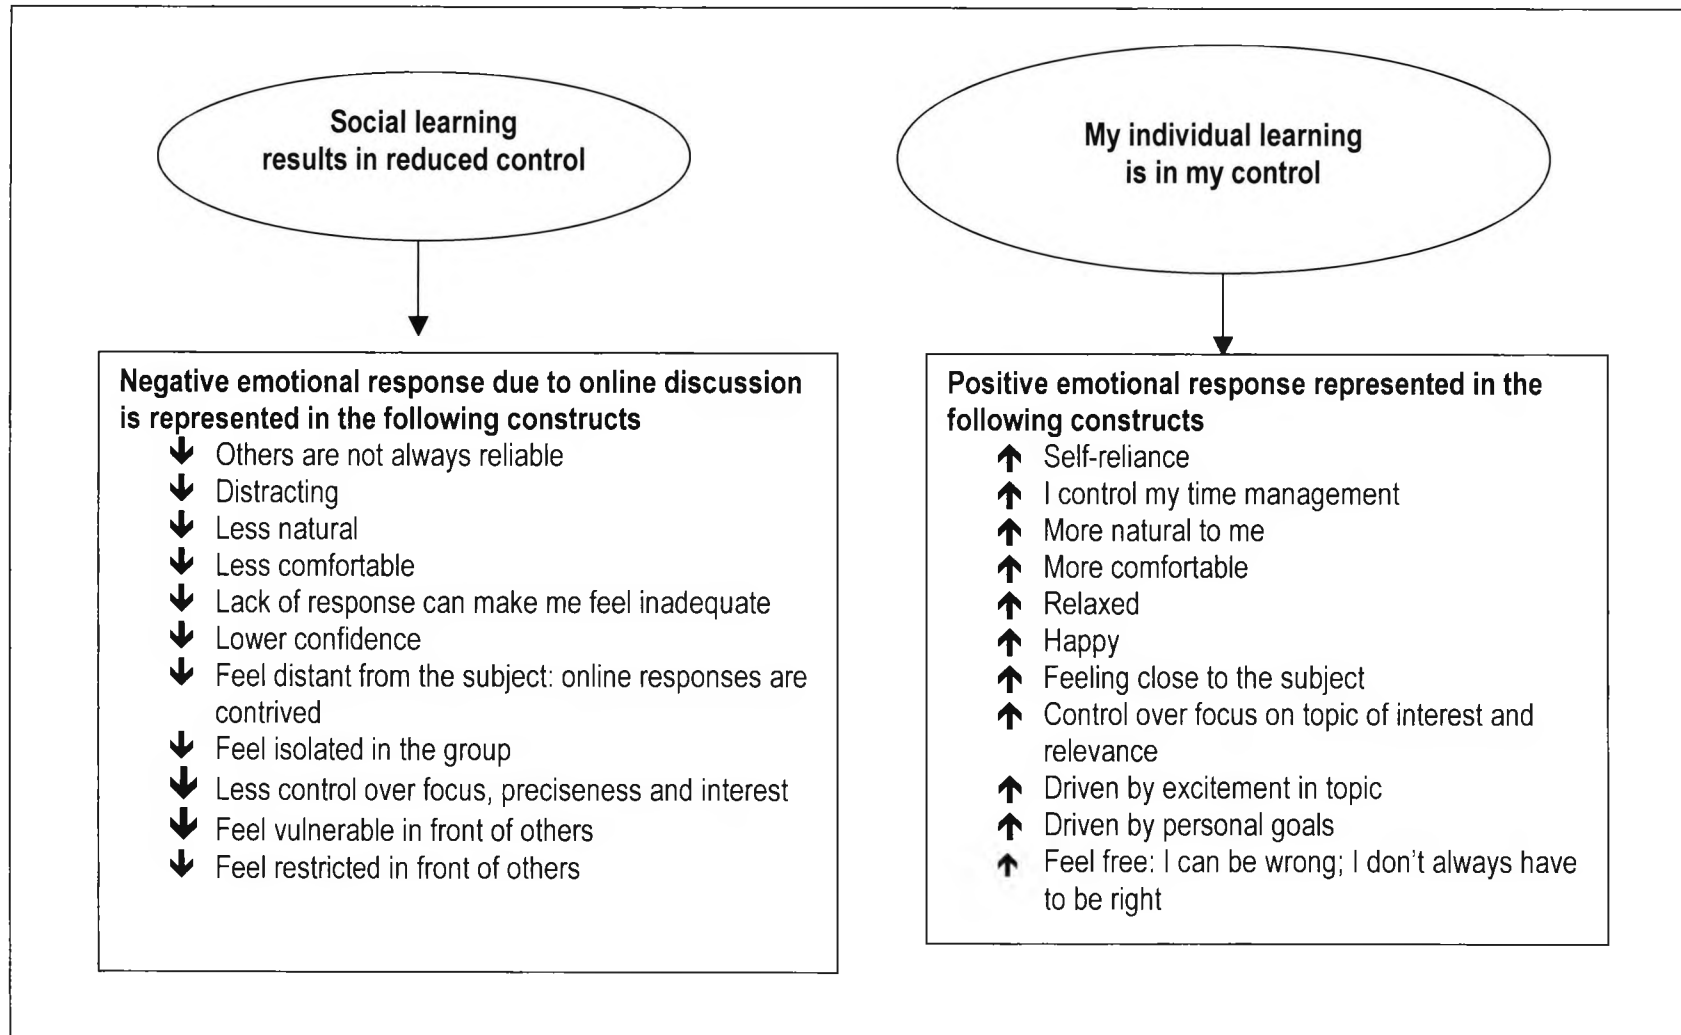 Social learning
results in reduced control
My individual learning
is in my control
Negative emotional response due to online discussion
is represented in the following constructs
Others are not always reliable
Distracting
Less natural
Less comfortable
Lack of response can make me feel inadequate
Lower confidence
Feel distant from the subject: online responses are
contrived
Feel isolated in the group
Less control over focus, preciseness and interest
Feel vulnerable in front of others
Feel restricted in front of others
Positive emotional response represented in the
following constructs
Self-reliance
I control my time management
More natural to me
More comfortable
Relaxed
Happy
Feeling close to the subject
Control over focus on topic of interest and
relevance
Driven by excitement in topic
Driven by personal goals
Feel free: I can be wrong; I don't always have
to be right